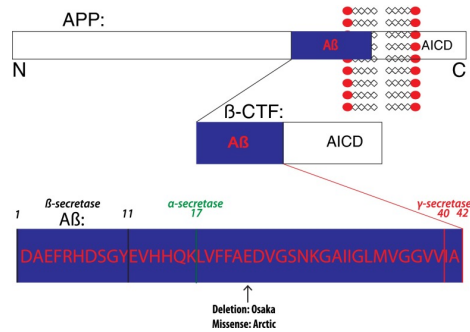 APP:
Aß
AICD
N
C
ß-CTF:
Aß
AICD
ß-secretase
α-secretase
γ-secretase
1
Aß:
11
17
40
42
DAEFRHDSGYEVHHQKLVFFAEDVGSNKGAIIGLMVGGVVIA
Deletion: Osaka
Missense: Arctic